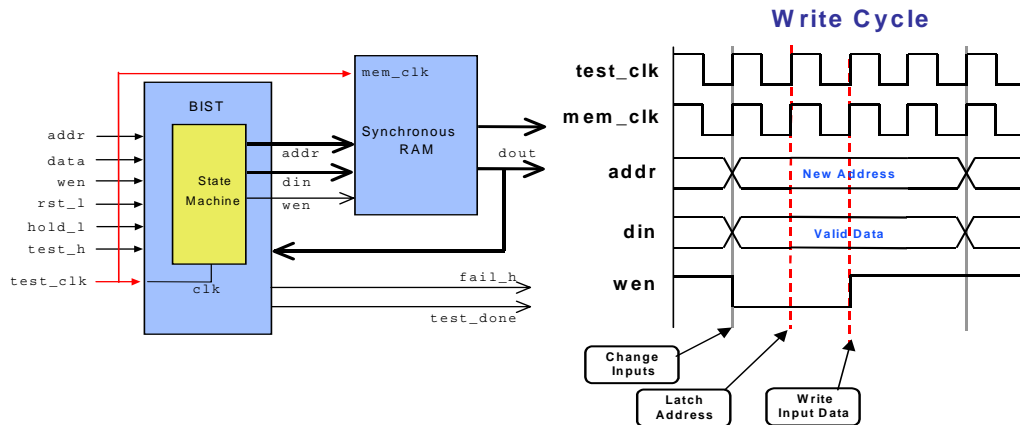 Write Cycle
mem_clk
BIST
Synchronous
RAM
addr
data
wen
rst_l
hold_l
test_h
test_clk
State
Machine
clk
addr
din
wen
dout
fail_h
test_done
test_clk
mem_clk
addr
New Address
din
Valid Data
wen
Change
Inputs
Latch
Address
Write
Input Data